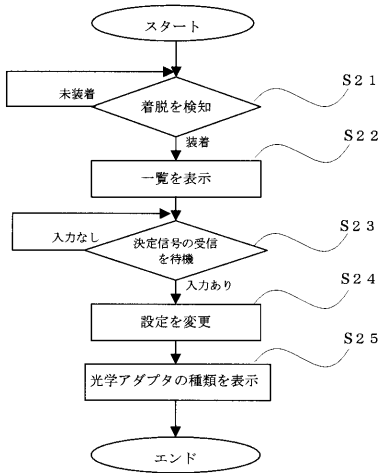 スタート
S21
未装着
着脱を検知
装着
S22
一覧を表示
S23
入力なし
決定信号の受信
を待機
入力あり
S24
設定を変更
S25
光学アダプタの種類を表示
エンド